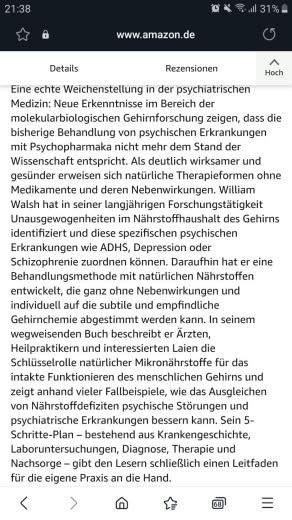 21:38
31%
www.amazon.de
Details
Rezensionen
Hoch
Eine echte Weichenstellung in der psychiatrischen
Medizin: Neue Erkenntnisse im Bereich der
molekularbiologischen Gehirnforschung zeigen, dass die
bisherige Behandlung von psychischen Erkrankungen
mit Psychopharmaka nicht mehr dem Stand der
Wissenschaft entspricht. Als deutlich wirksamer und
gesünder erweisen sich natürliche Therapieformen ohne
Medikamente und deren Nebenwirkungen. William
Walsh hat in seiner langjährigen Forschungstätigkeit
Unausgewogenheiten im Nährstoffhaushalt des Gehirns
identifiziert und diese spezifischen psychischen
Erkrankungen wie ADHS, Depression oder
Schizophrenie zuordnen können. Daraufhin hat er eine
Behandlungsmethode mit natürlichen Nährstoffen
entwickelt, die ganz ohne Nebenwirkungen und
individuell auf die subtile und empfindliche
Gehirnchemie abgestimmt werden kann. In seinem
wegweisenden Buch beschreibt er Ärzten,
Heilpraktikern und interessierten Laien die
Schlüsselrolle natürlicher Mikronährstoffe für das
intakte Funktionieren des menschlichen Gehirns und
zeigt anhand vieler Fallbeispiele, wie das Ausgleichen
von Nährstoffdefiziten psychische Störungen und
psychiatrische Erkrankungen bessern kann. Sein 5-
Schritte-Plan – bestehend aus Krankengeschichte,
Laboruntersuchungen, Diagnose, Therapie und
Nachsorge – gibt den Lesern schließlich einen Leitfaden
für die eigene Praxis an die Hand.
68